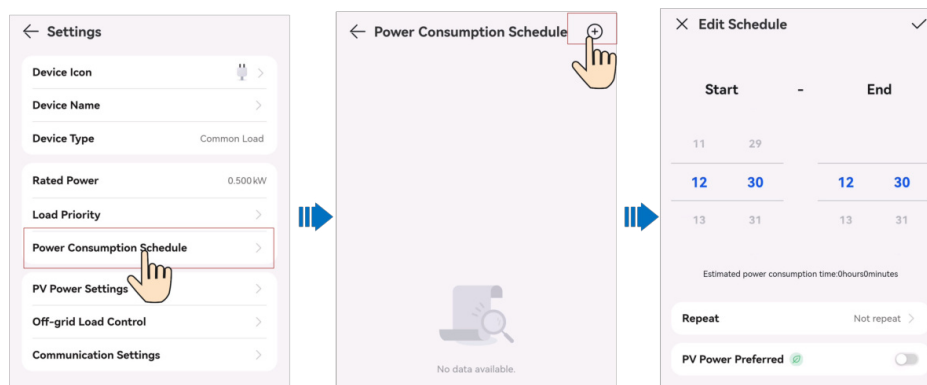 Settings
Device Icon
Device Name
Device Type Common Load
Rated Power 0.500 kW
Load Priority
Power Consumption Schedule
PV Power Settings
Off-grid Load Control
Communication Settings
Power Consumption Schedule
No data available.
Edit Schedule
Start - End
11 29
12 30 12 30
13 31 13 31
Estimated power consumption time:0hours0minutes
Repeat Not repeat
PV Power Preferred